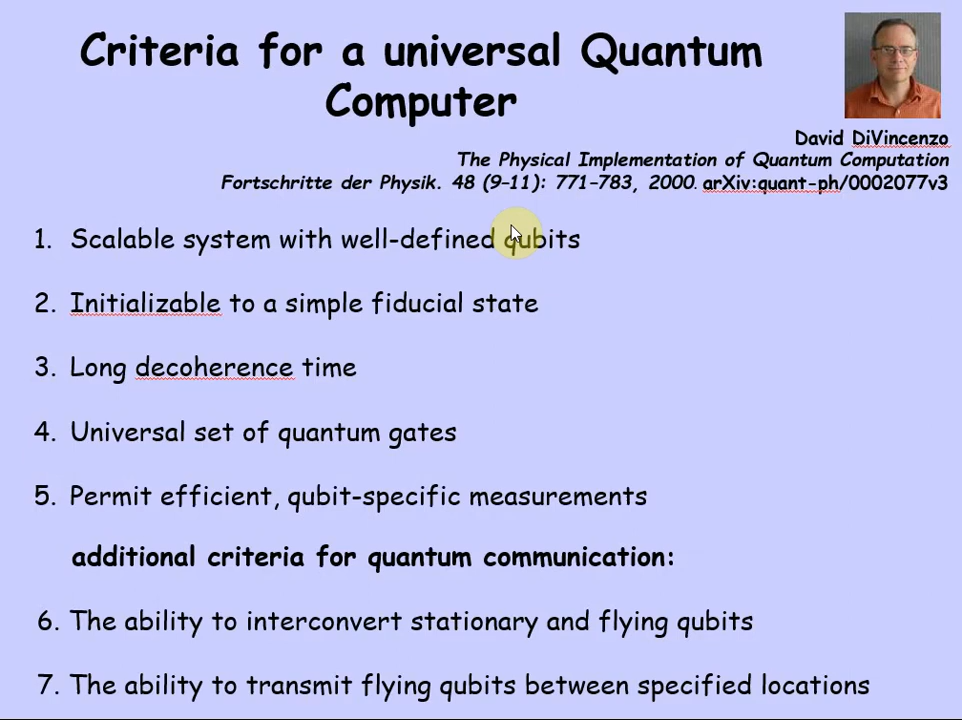 Criteria for a universal Quantum
Computer
David DiVincenzo
The Physical Implementation of Quantum Computation
Fortschritte der Physik. 48 (9–11): 771–783, 2000. arXiv:quant-ph/0002077v3
1. Scalable system with well-defined qubits
2. Initializable to a simple fiducial state
3. Long decoherence time
4. Universal set of quantum gates
5. Permit efficient, qubit-specific measurements
additional criteria for quantum communication:
6. The ability to interconvert stationary and flying qubits
7. The ability to transmit flying qubits between specified locations